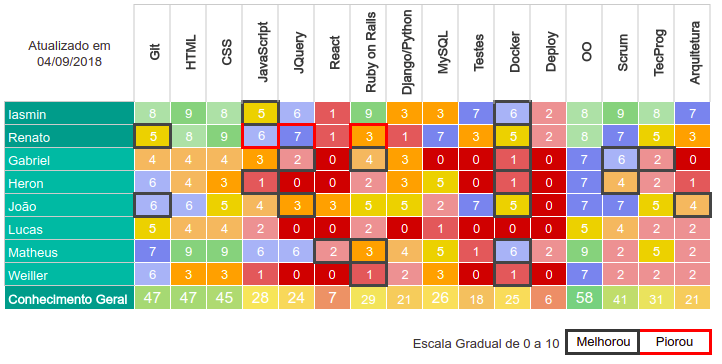 Atualizado em
04/09/2018
Git HTML CSS JavaScript JQuery React Ruby on Rails Django/Python MySQL Testes Docker Deploy OO Scrum TecProg Arquitetura
Iasmin 8 9 8 5 6 1 9 3 3 7 6 2 8 9 8 7
Renato 5 8 9 6 7 1 3 1 7 3 5 2 8 7 5 3
Gabriel 4 4 4 3 2 0 4 3 0 0 1 0 7 6 2 0
Heron 6 4 3 1 0 0 2 3 5 0 1 0 7 4 2 1
João 6 6 5 4 3 3 5 5 2 7 5 0 7 7 5 4
Lucas 5 4 4 2 0 0 2 0 1 0 0 0 5 4 2 2
Matheus 7 9 9 6 6 2 3 4 5 1 6 2 9 2 5 2
Weiller 6 3 3 1 0 0 1 2 3 0 1 0 7 2 2 2
Conhecimento Geral 47 47 45 28 24 7 29 21 26 18 25 6 58 41 31 21
Escala Gradual de 0 a 10 Melhorou Piorou